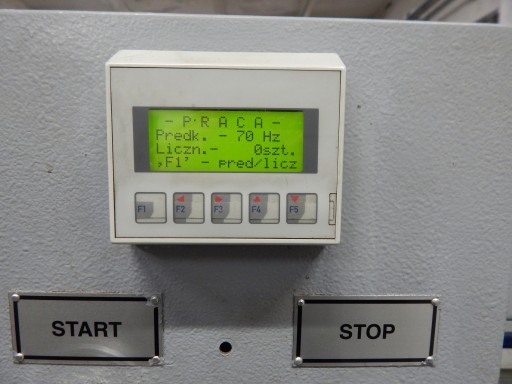 - P R A C A -
Predk. - 70 Hz
Liczn.- 0szt.
,F1' - pred/licz
F1 F2 F3 F4 F5
START
STOP